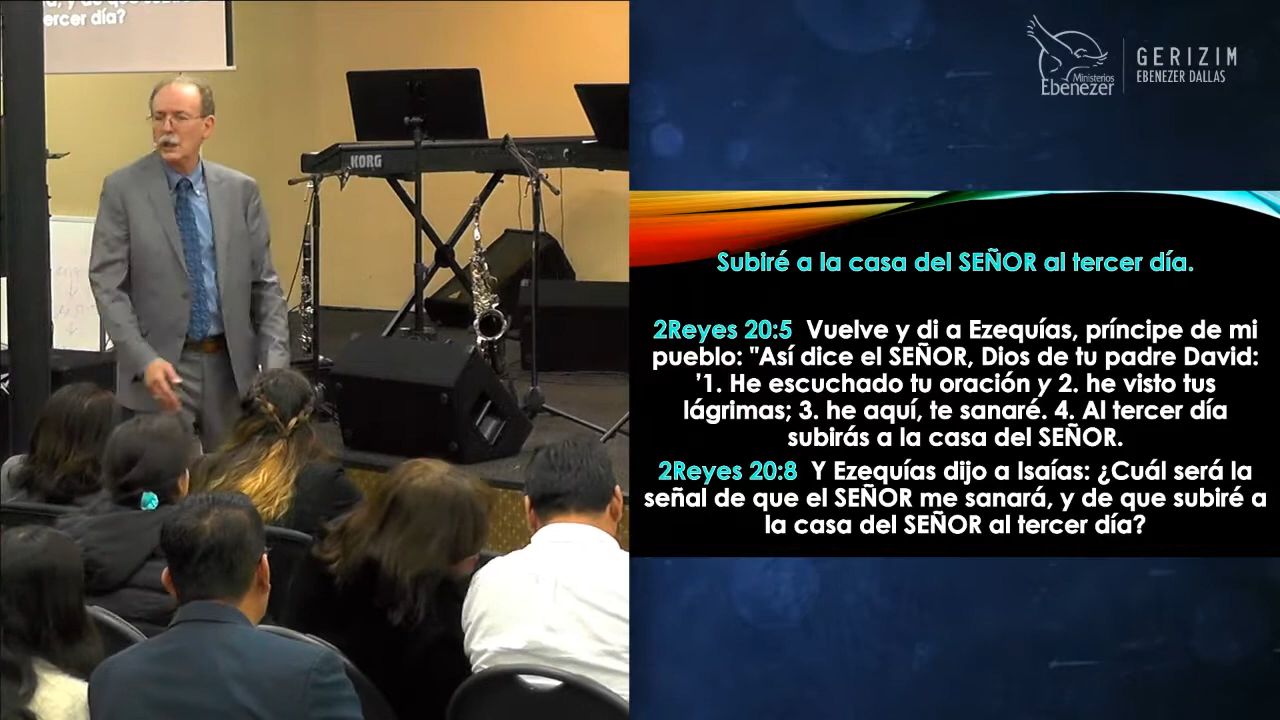 ercer día?
KORG
Ministerios
Ebenezer
GERIZIM
EBENEZER DALLAS
Subiré a la casa del SEÑOR al tercer día.
2Reyes 20:5 Vuelve y di a Ezequías, príncipe de mi
pueblo: "Así dice el SEÑOR, Dios de tu padre David:
’1. He escuchado tu oración y 2. he visto tus
lágrimas; 3. he aquí, te sanaré. 4. Al tercer día
subirás a la casa del SEÑOR.
2Reyes 20:8 Y Ezequías dijo a Isaías: ¿Cuál será la
señal de que el SEÑOR me sanará, y de que subiré a
la casa del SEÑOR al tercer día?